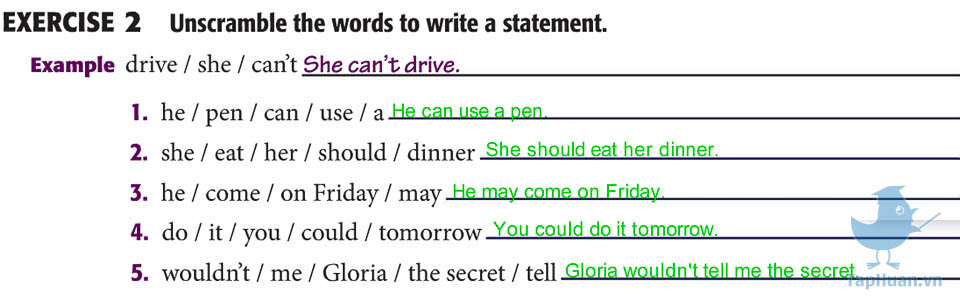 EXERCISE 2 Unscramble the words to write a statement.
Example drive / she / can't She can't drive.
1. he / pen / can / use / a He can use a pen.
2. she / eat / her / should / dinner She should eat her dinner.
3. he / come / on Friday / may He may come on Friday.
4. do / it / you / could / tomorrow You could do it tomorrow.
5. wouldn't / me / Gloria / the secret / tell Gloria wouldn't tell me the secret.
TapHuan.vn